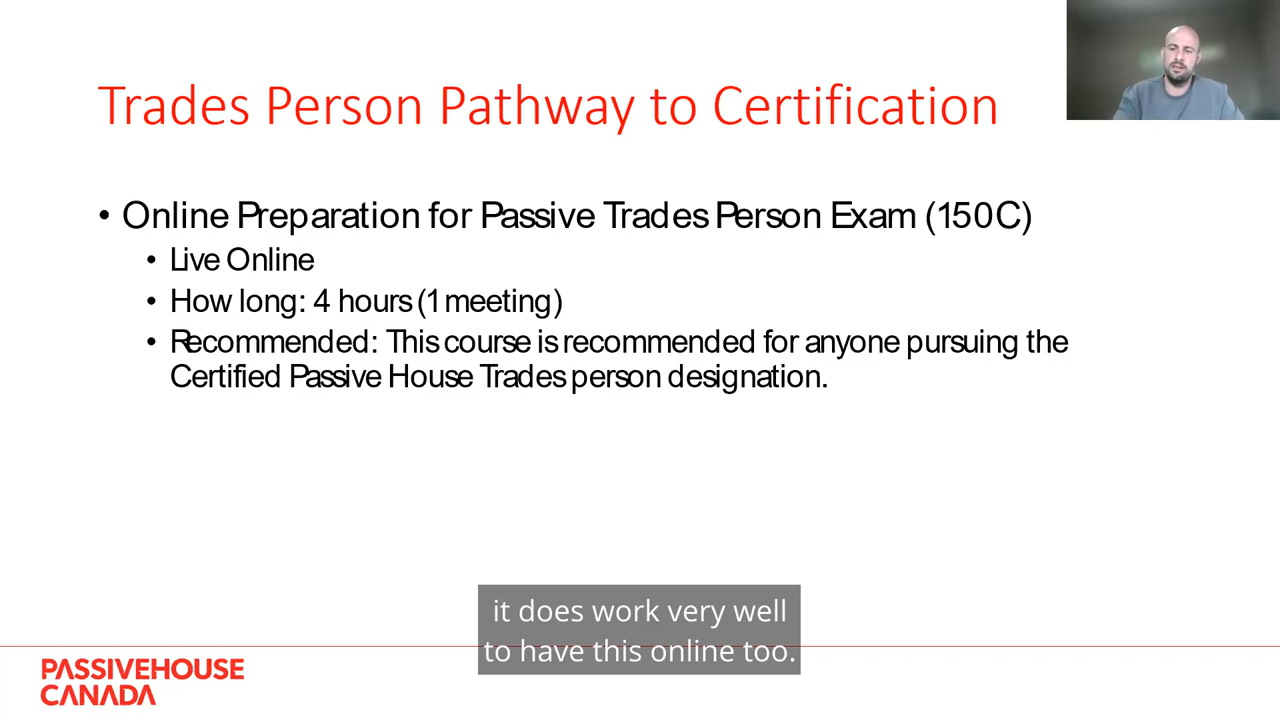 Trades Person Pathway to Certification
• Online Preparation for Passive Trades Person Exam (150C)
• Live Online
• How long: 4 hours (1 meeting)
• Recommended: This course is recommended for anyone pursuing the
Certified Passive House Trades person designation.
it does work very well
to have this online too.
PASSIVEHOUSE
CANADA